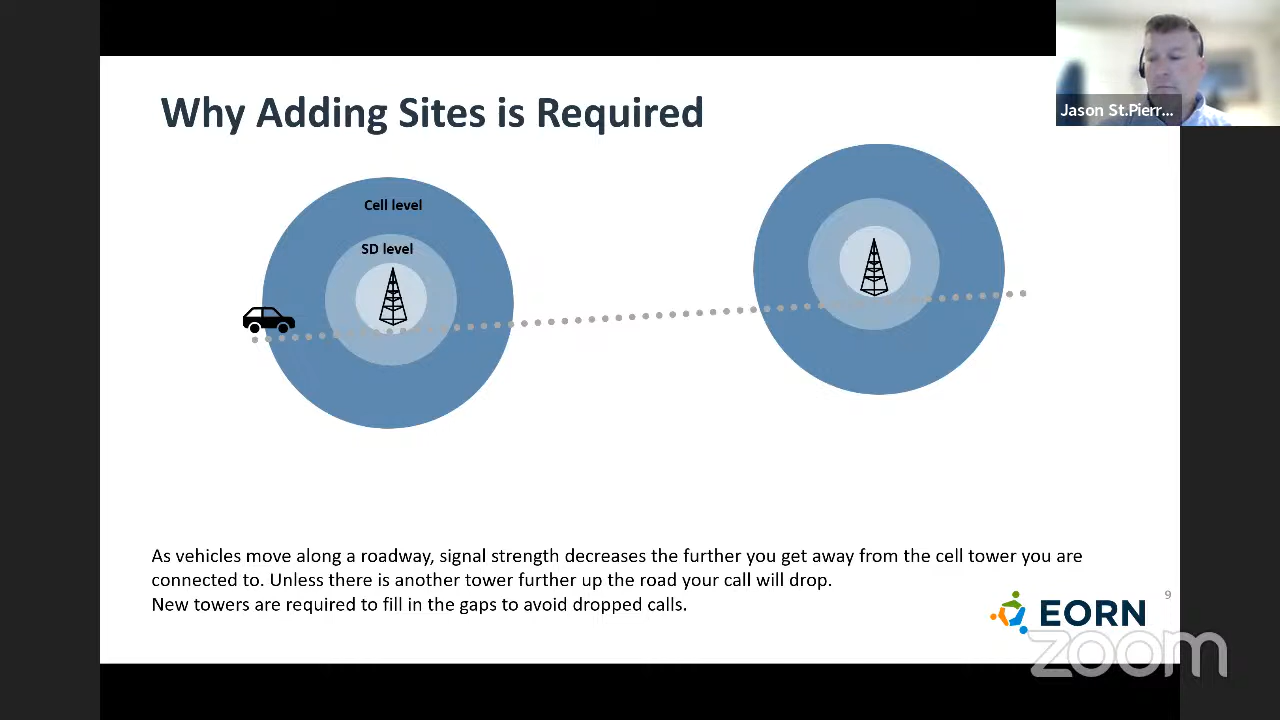 Why Adding Sites is Required
Jason St.Pierr...
Cell level
SD level
As vehicles move along a roadway, signal strength decreases the further you get away from the cell tower you are
connected to. Unless there is another tower further up the road your call will drop.
New towers are required to fill in the gaps to avoid dropped calls.
9
EORN
zoom